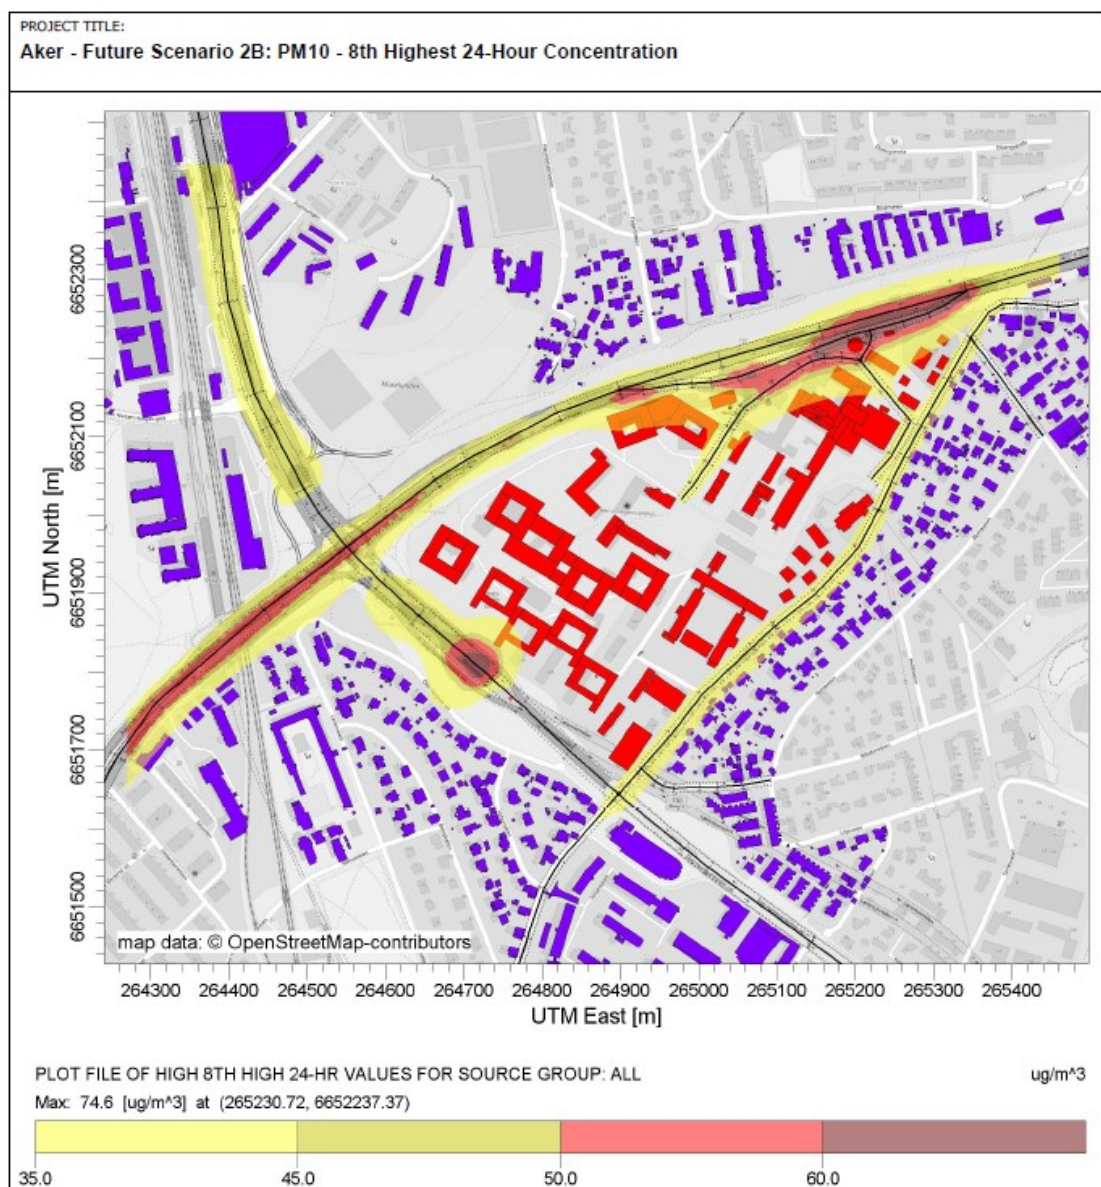 PROJECT TITLE:
Aker - Future Scenario 2B: PM10 - 8th Highest 24-Hour Concentration
UTM North [m]
6652300
6652100
6651900
6651700
6651500
map data: © OpenStreetMap-contributors
264300 264400 264500 264600 264700 264800 264900 265000 265100 265200 265300 265400
UTM East [m]
PLOT FILE OF HIGH 8TH HIGH 24-HR VALUES FOR SOURCE GROUP: ALL
ug/m^3
Max: 74.6 [ug/m^3] at (265230.72, 6652237.37)
35.0 45.0 50.0 60.0